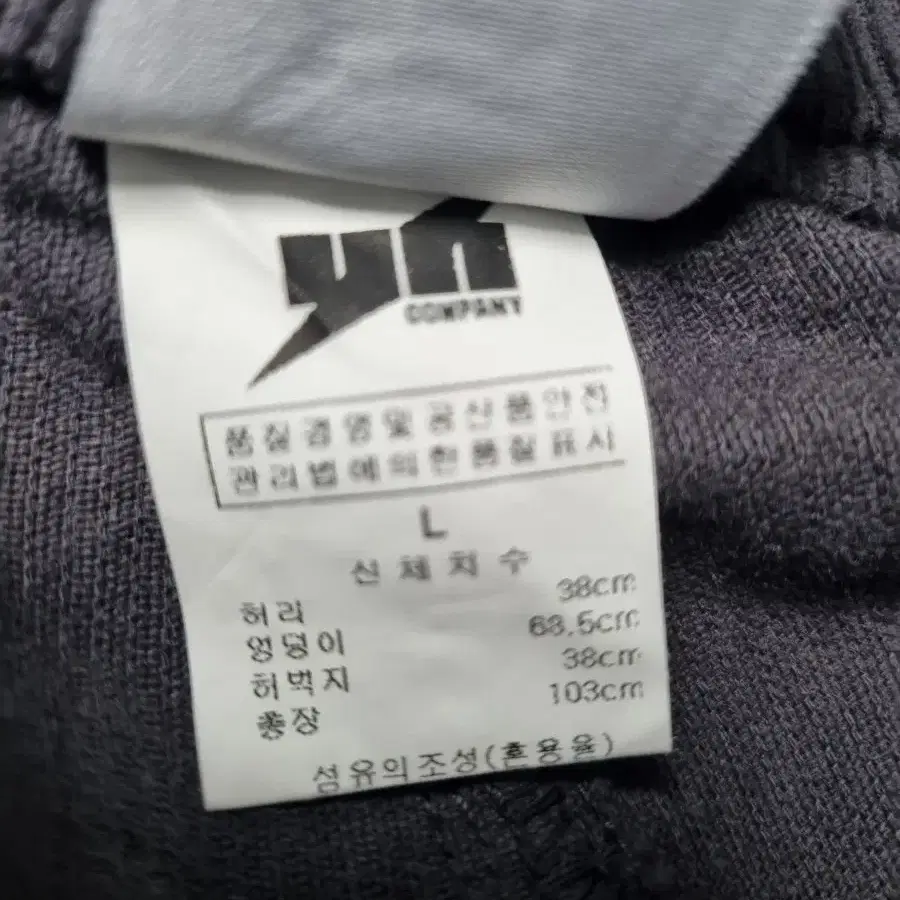 yn
COMPANY
품질경영및공산품안전
관리법에의한품질표시
L
신체치수
허리 38cm
엉덩이 68.5cm
허벅지 38cm
총장 103cm
섬유의조성(혼용율)